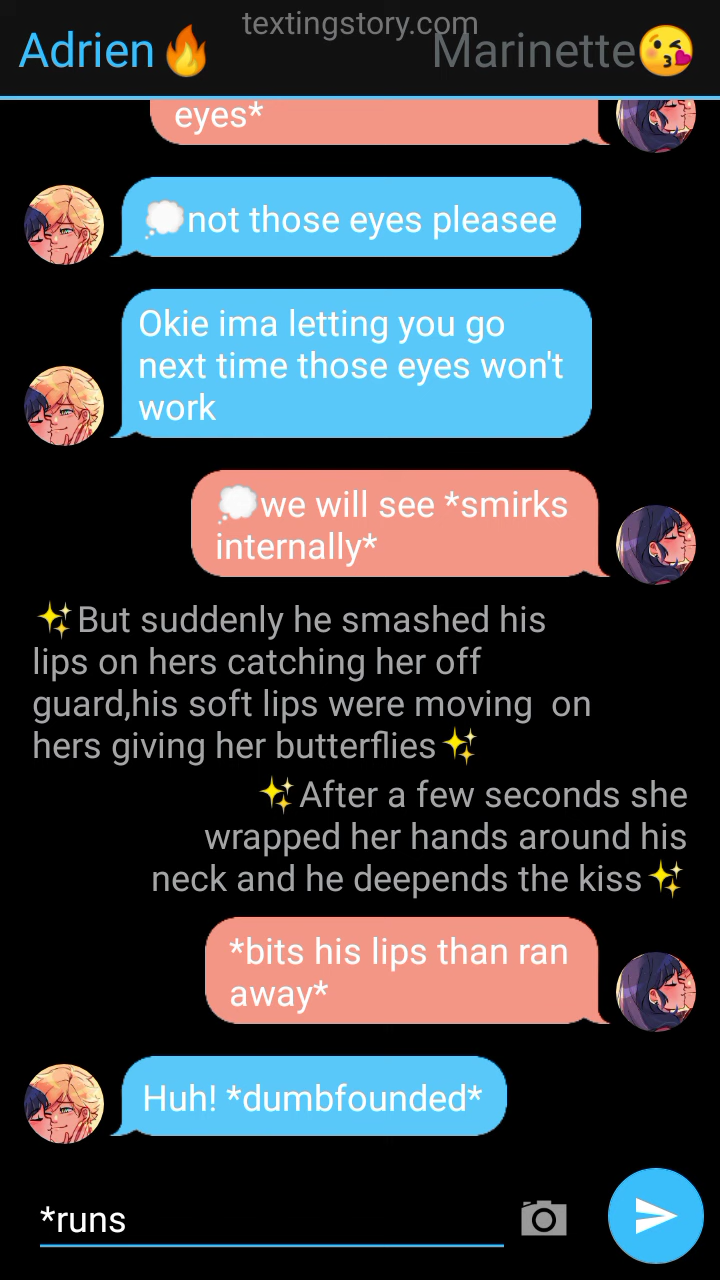 textingstory.com
Adrien🔥
Marinette😘
eyes*
💭not those eyes pleasee
Okie ima letting you go
next time those eyes won't
work
💭we will see *smirks
internally*
✨But suddenly he smashed his
lips on hers catching her off
guard,his soft lips were moving  on
hers giving her butterflies✨
✨After a few seconds she
wrapped her hands around his
neck and he deepends the kiss✨
*bits his lips than ran
away*
Huh! *dumbfounded*
*runs